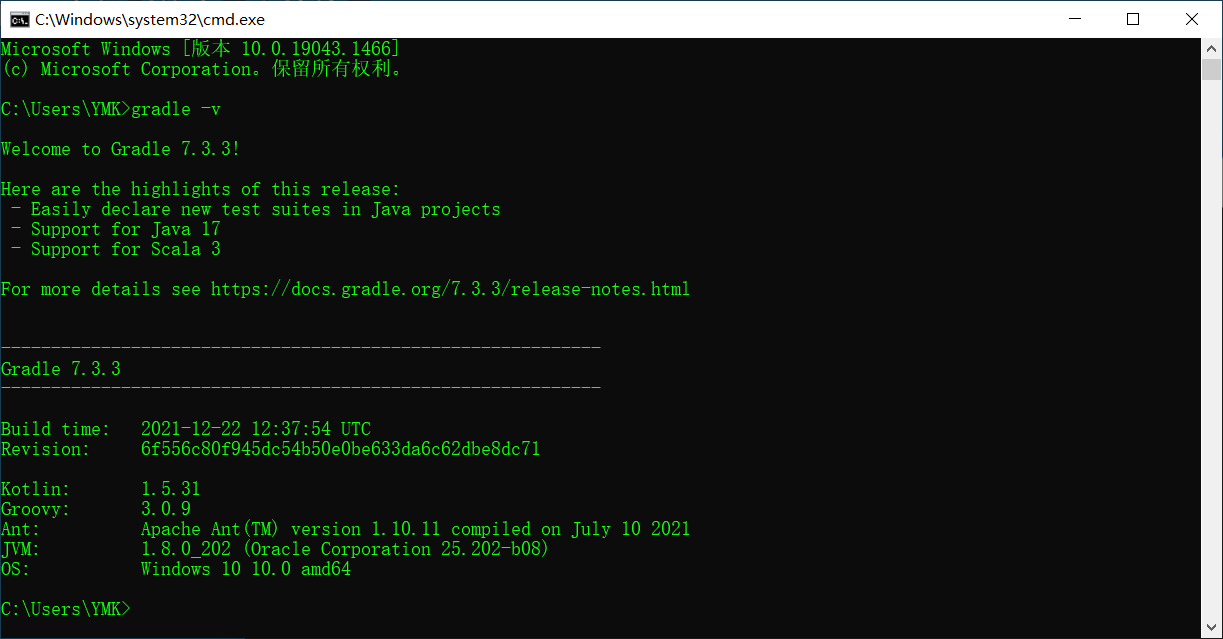 C:\Windows\system32\cmd.exe
Microsoft Windows [版本 10.0.19043.1466]
(c) Microsoft Corporation。保留所有权利。
C:\Users\YMK>gradle -v
Welcome to Gradle 7.3.3!
Here are the highlights of this release:
 - Easily declare new test suites in Java projects
 - Support for Java 17
 - Support for Scala 3
For more details see https://docs.gradle.org/7.3.3/release-notes.html
------------------------------------------------------------
Gradle 7.3.3
------------------------------------------------------------
Build time:   2021-12-22 12:37:54 UTC
Revision:     6f556c80f945dc54b50e0be633da6c62dbe8dc71
Kotlin:       1.5.31
Groovy:       3.0.9
Ant:          Apache Ant(TM) version 1.10.11 compiled on July 10 2021
JVM:          1.8.0_202 (Oracle Corporation 25.202-b08)
OS:           Windows 10 10.0 amd64
C:\Users\YMK>